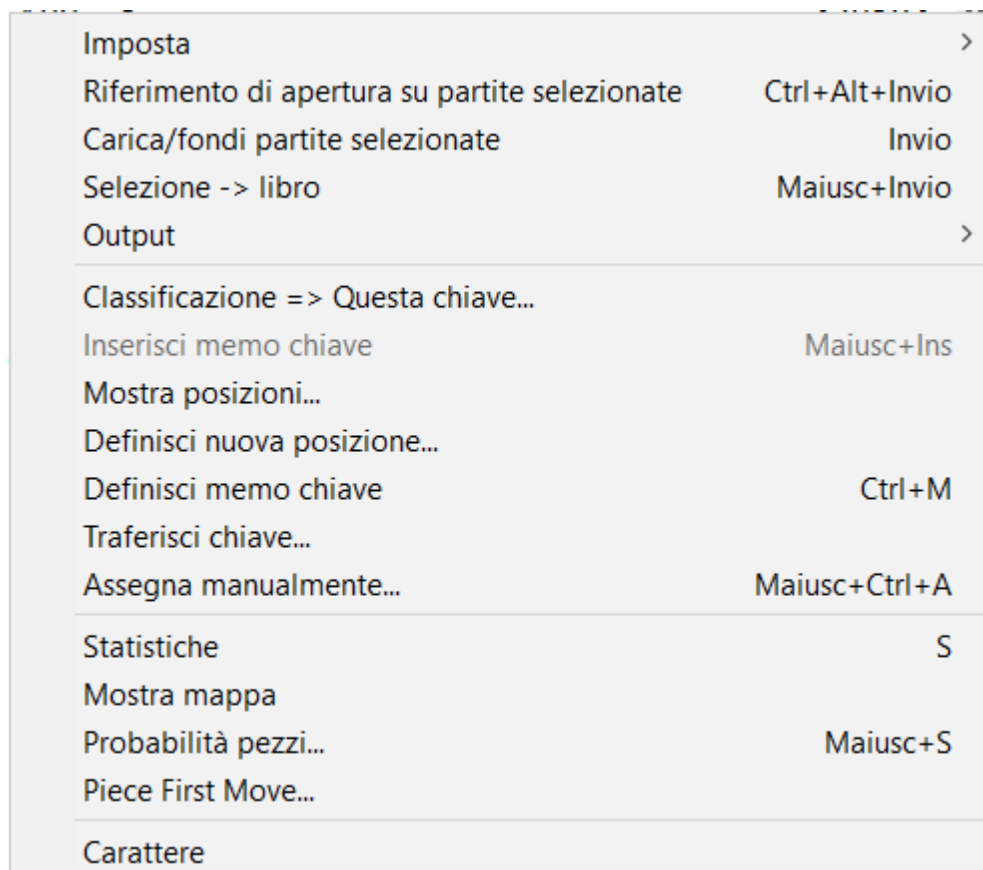 Imposta >
Riferimento di apertura su partite selezionate Ctrl+Alt+Invio
Carica/fondi partite selezionate Invio
Selezione -> libro Maiusc+Invio
Output >
Classificazione => Questa chiave...
Inserisci memo chiave Maiusc+Ins
Mostra posizioni...
Definisci nuova posizione...
Definisci memo chiave Ctrl+M
Traferisci chiave...
Assegna manualmente... Maiusc+Ctrl+A
Statistiche S
Mostra mappa
Probabilità pezzi... Maiusc+S
Piece First Move...
Carattere